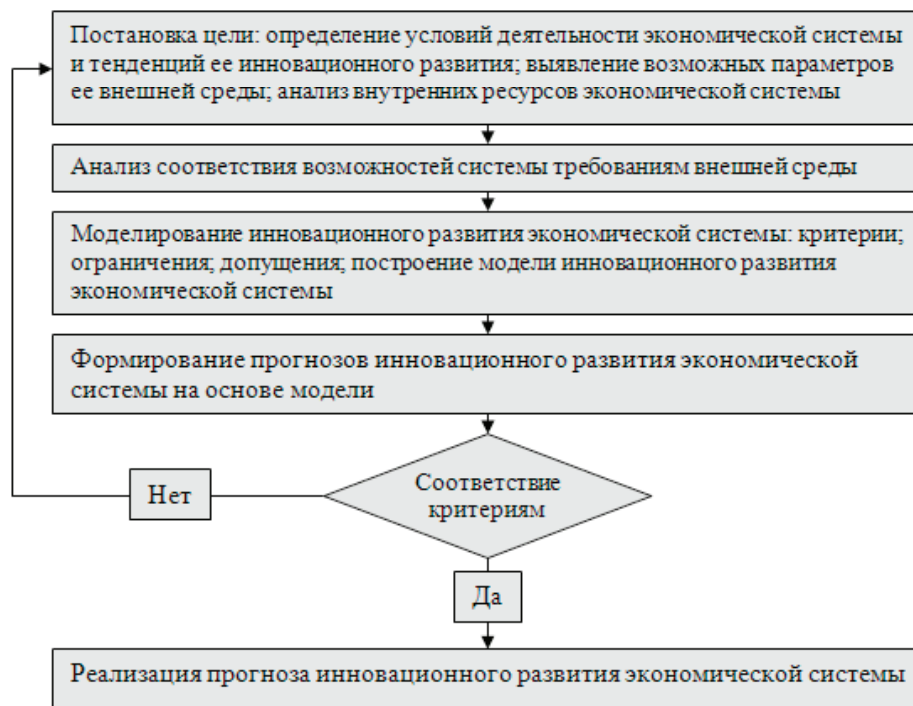 Постановка цели: определение условий деятельности экономической системы
и тенденций ее инновационного развития; выявление возможных параметров
ее внешней среды; анализ внутренних ресурсов экономической системы
Анализ соответствия возможностей системы требованиям внешней среды
Моделирование инновационного развития экономической системы: критерии;
ограничения; допущения; построение модели инновационного развития
экономической системы
Формирование прогнозов инновационного развития экономической
системы на основе модели
Соответствие
критериям
Нет
Да
Реализация прогноза инновационного развития экономической системы